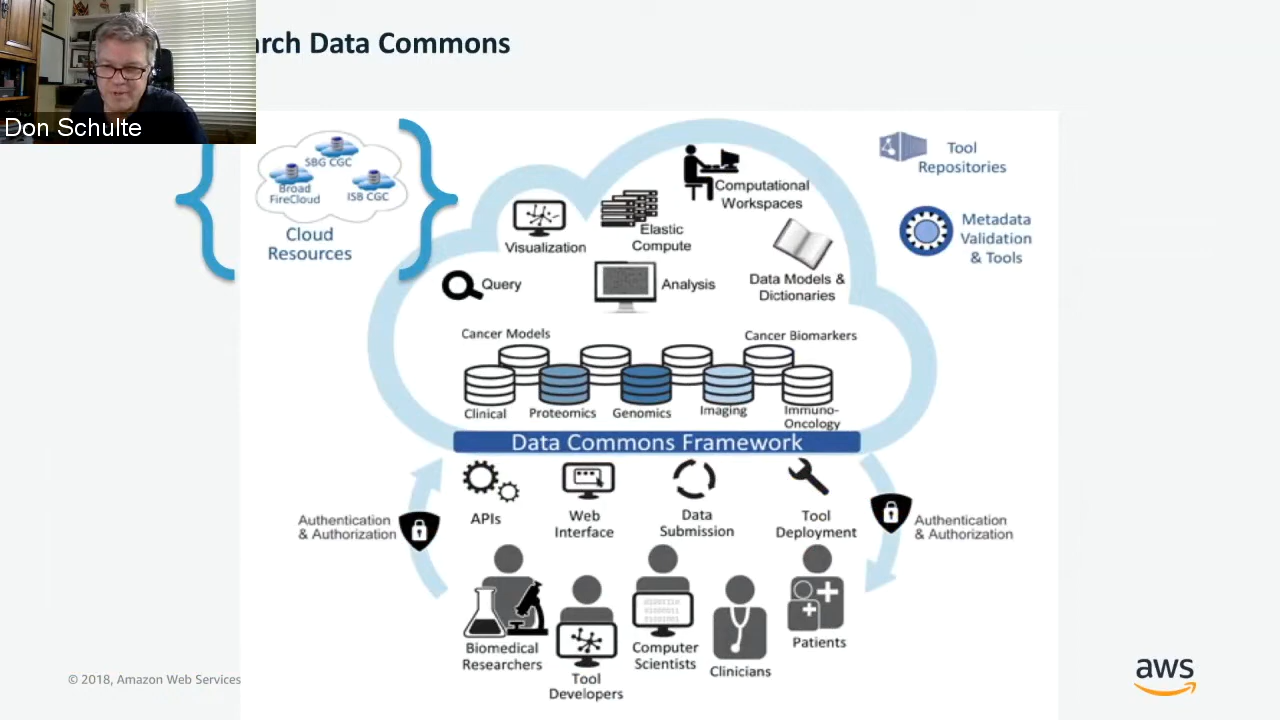 arch Data Commons
Don Schulte
SBG CGC
Broad
FireCloud
ISB CGC
Cloud
Resources
Computational
Workspaces
Elastic
Compute
Visualization
Query
Analysis
Data Models &
Dictionaries
Tool
Repositories
Metadata
Validation
& Tools
Cancer Models
Cancer Biomarkers
Clinical
Proteomics
Genomics
Imaging
Immuno-
Oncology
Data Commons Framework
APIs
Web
Interface
Data
Submission
Tool
Deployment
Authentication
& Authorization
Authentication
& Authorization
Biomedical
Researchers
Tool
Developers
Computer
Scientists
Clinicians
Patients
© 2018, Amazon Web Services
aws